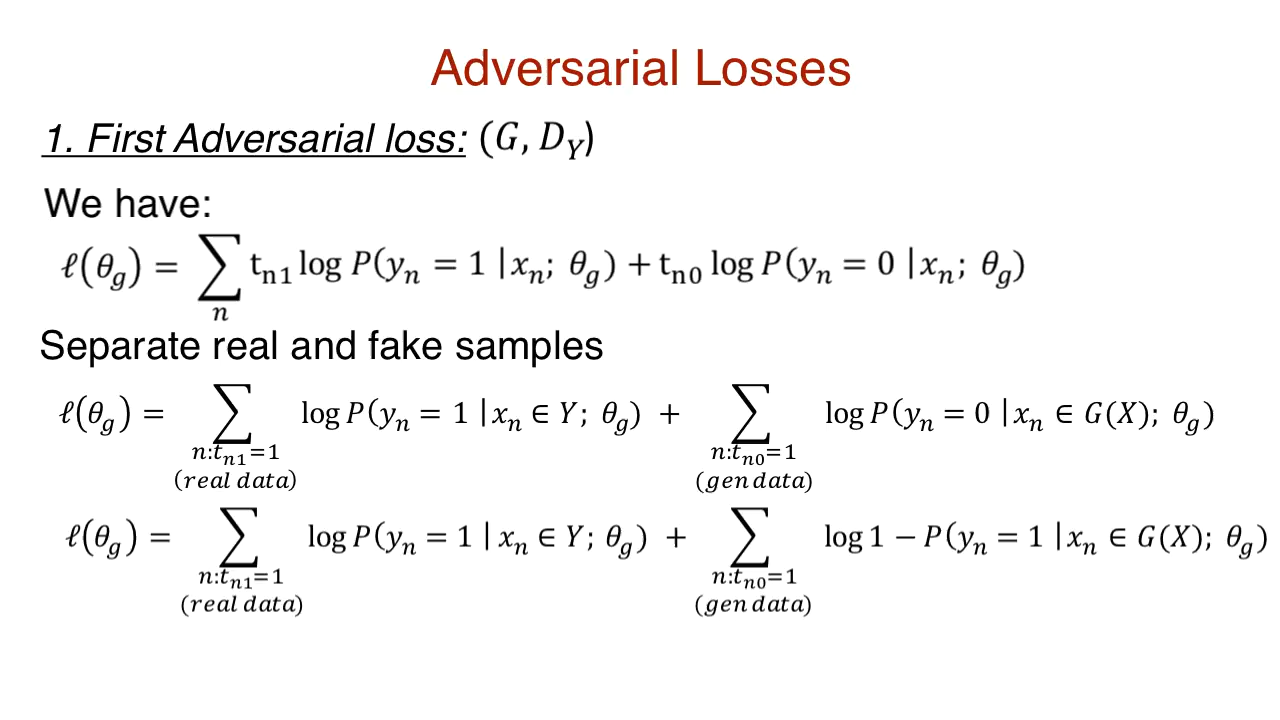 Adversarial Losses
1. First Adversarial loss: (G, D_Y)
We have:
ℓ(θ_g) = ∑_n t_n1 log P(y_n = 1 | x_n; θ_g) + t_n0 log P(y_n = 0 | x_n; θ_g)
Separate real and fake samples
ℓ(θ_g) = ∑_{n:t_n1=1 (real data)} log P(y_n = 1 | x_n ∈ Y; θ_g) + ∑_{n:t_n0=1 (gen data)} log P(y_n = 0 | x_n ∈ G(X); θ_g)
ℓ(θ_g) = ∑_{n:t_n1=1 (real data)} log P(y_n = 1 | x_n ∈ Y; θ_g) + ∑_{n:t_n0=1 (gen data)} log 1 − P(y_n = 1 | x_n ∈ G(X); θ_g)